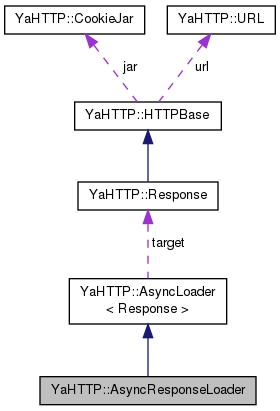 YaHTTP::CookieJar YaHTTP::URL
jar url
YaHTTP::HTTPBase
YaHTTP::Response
target
YaHTTP::AsyncLoader
< Response >
YaHTTP::AsyncResponseLoader